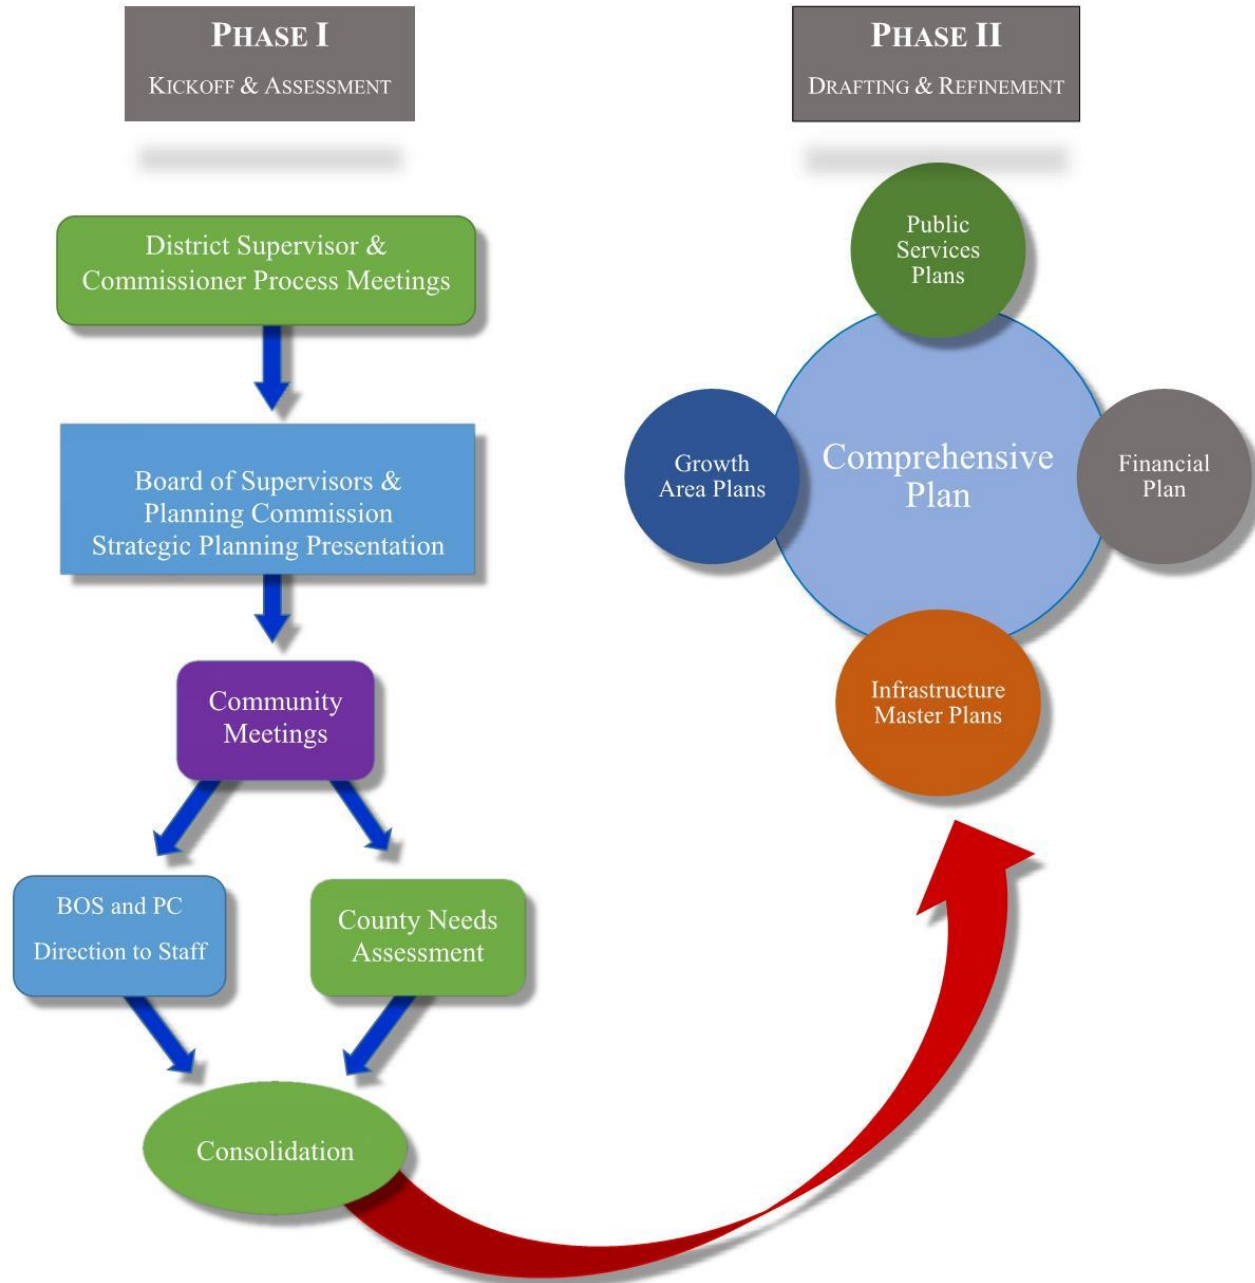 PHASE I
KICKOFF & ASSESSMENT
District Supervisor &
Commissioner Process Meetings
Board of Supervisors &
Planning Commission
Strategic Planning Presentation
Community
Meetings
BOS and PC
Direction to Staff
County Needs
Assessment
Consolidation
PHASE II
DRAFTING & REFINEMENT
Public
Services
Plans
Growth
Area Plans
Comprehensive
Plan
Financial
Plan
Infrastructure
Master Plans